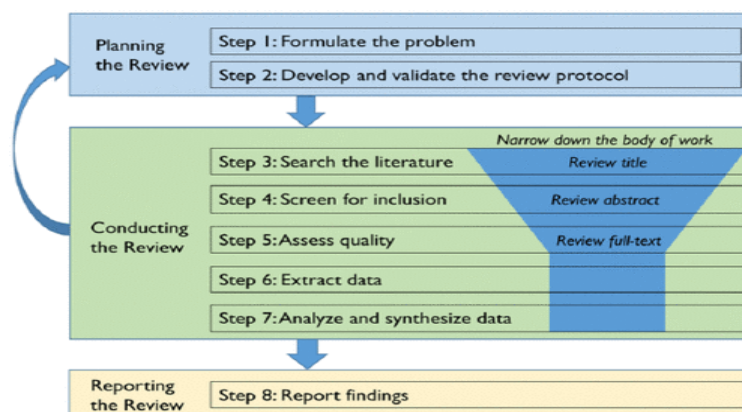 Planning
the Review
Step 1: Formulate the problem
Step 2: Develop and validate the review protocol
Narrow down the body of work
Conducting
the Review
Step 3: Search the literature
Review title
Step 4: Screen for inclusion
Review abstract
Step 5: Assess quality
Review full-text
Step 6: Extract data
Step 7: Analyze and synthesize data
Reporting
the Review
Step 8: Report findings